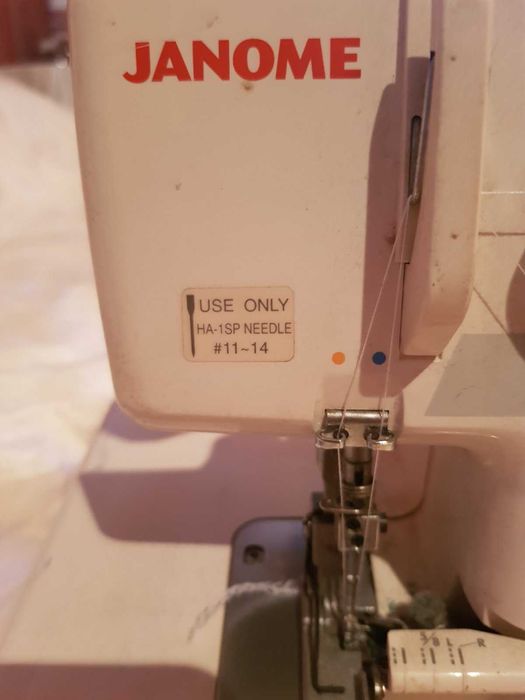 JANOME
USE ONLY
HA-1SP NEEDLE
#11~14
S B L R